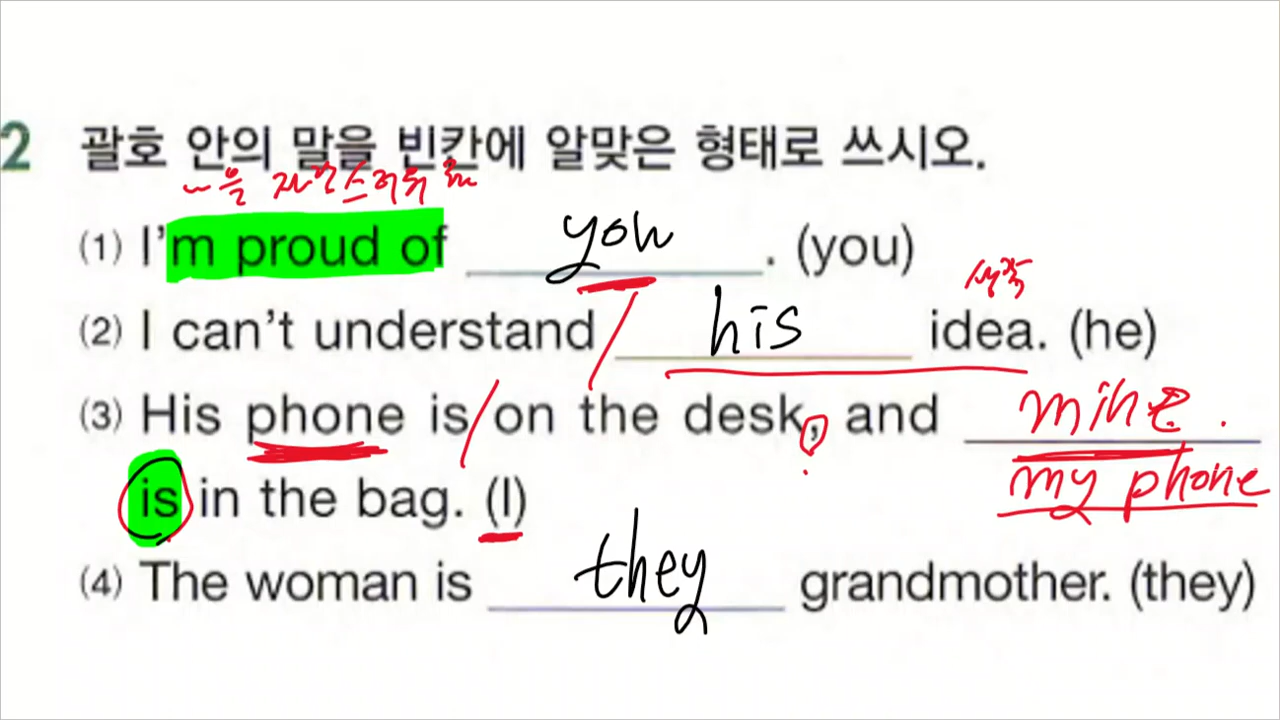 2 괄호 안의 말을 빈칸에 알맞은 형태로 쓰시오.
~을 자랑스러워 함
(1) I'm proud of you. (you)
생각
(2) I can't understand his idea. (he)
(3) His phone is / on the desk, and mine.
my phone
is in the bag. (I)
(4) The woman is they grandmother. (they)